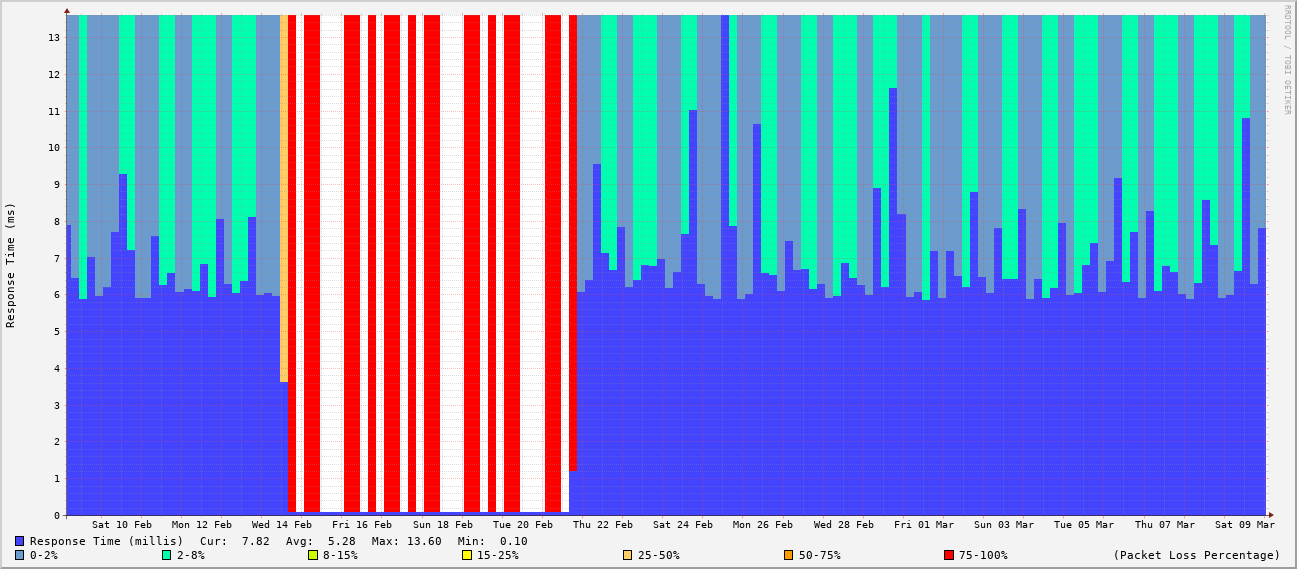 RRDTOOL / TOBI OETIKER
Response Time (ms)
13
12
11
10
9
8
7
6
5
4
3
2
1
0
Sat 10 Feb Mon 12 Feb Wed 14 Feb Fri 16 Feb Sun 18 Feb Tue 20 Feb Thu 22 Feb Sat 24 Feb Mon 26 Feb Wed 28 Feb Fri 01 Mar Sun 03 Mar Tue 05 Mar Thu 07 Mar Sat 09 Mar
Response Time (millis) Cur: 7.82 Avg: 5.28 Max: 13.60 Min: 0.10
0-2% 2-8% 8-15% 15-25% 25-50% 50-75% 75-100% (Packet Loss Percentage)